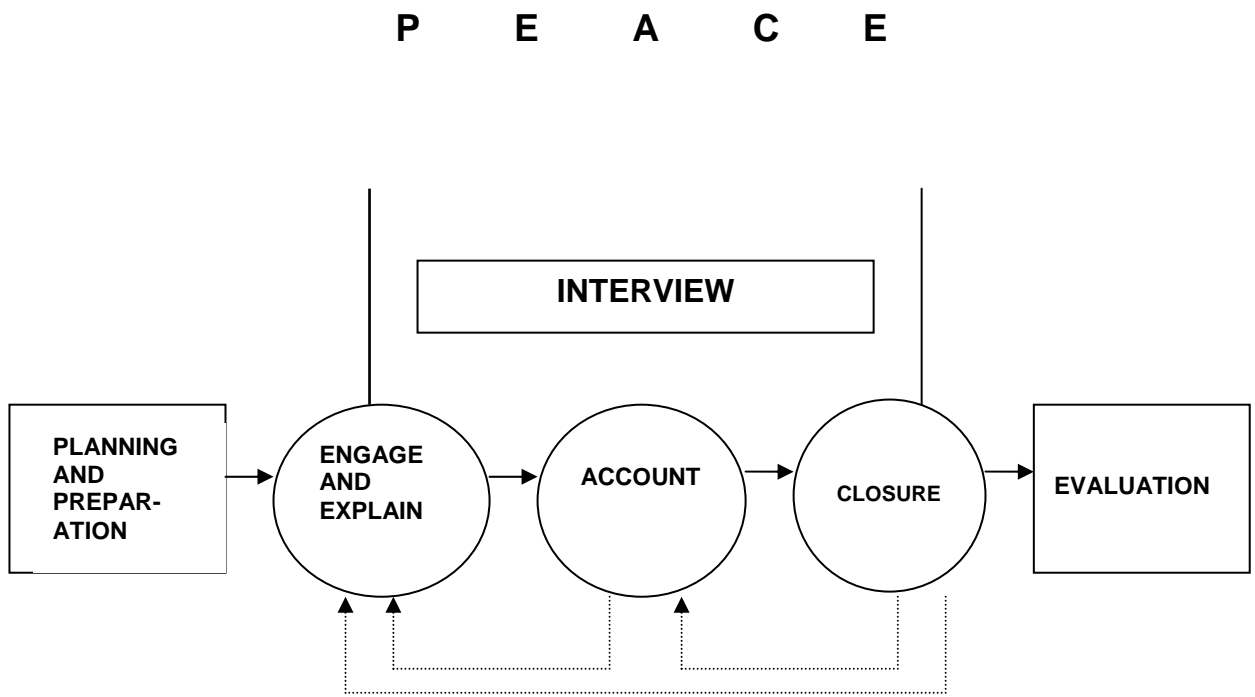 P E A C E
INTERVIEW
PLANNING
AND
PREPAR-
ATION
ENGAGE
AND
EXPLAIN
ACCOUNT
CLOSURE
EVALUATION